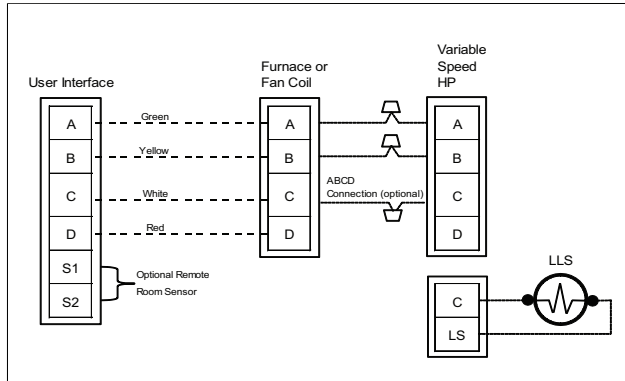 User Interface
Furnace or
Fan Coil
Variable
Speed
HP
A
Green
A
A
B
Yellow
B
B
C
White
C
ABCD
Connection (optional)
C
D
Red
D
D
S1
S2
Optional Remote
Room Sensor
LLS
C
LS